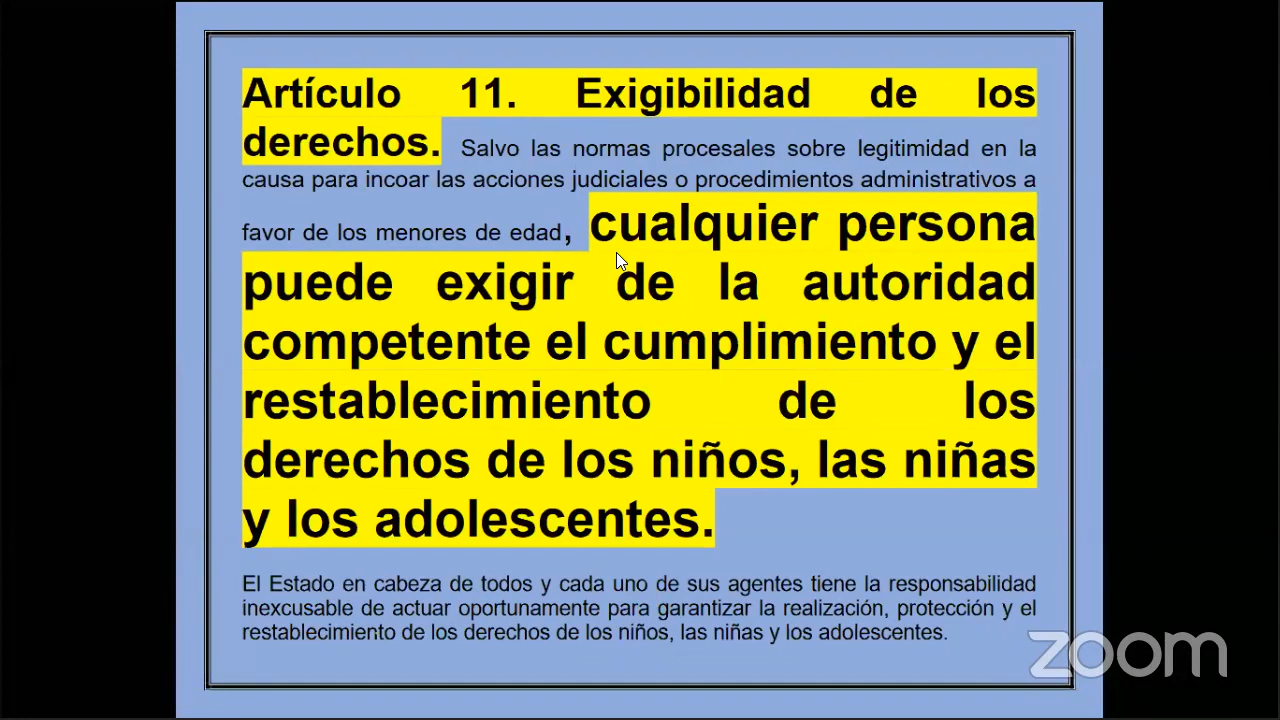 Artículo 11. Exigibilidad de los
derechos. Salvo las normas procesales sobre legitimidad en la
causa para incoar las acciones judiciales o procedimientos administrativos a
favor de los menores de edad, cualquier persona
puede exigir de la autoridad
competente el cumplimiento y el
restablecimiento de los
derechos de los niños, las niñas
y los adolescentes.
El Estado en cabeza de todos y cada uno de sus agentes tiene la responsabilidad
inexcusable de actuar oportunamente para garantizar la realización, protección y el
restablecimiento de los derechos de los niños, las niñas y los adolescentes.
zoom